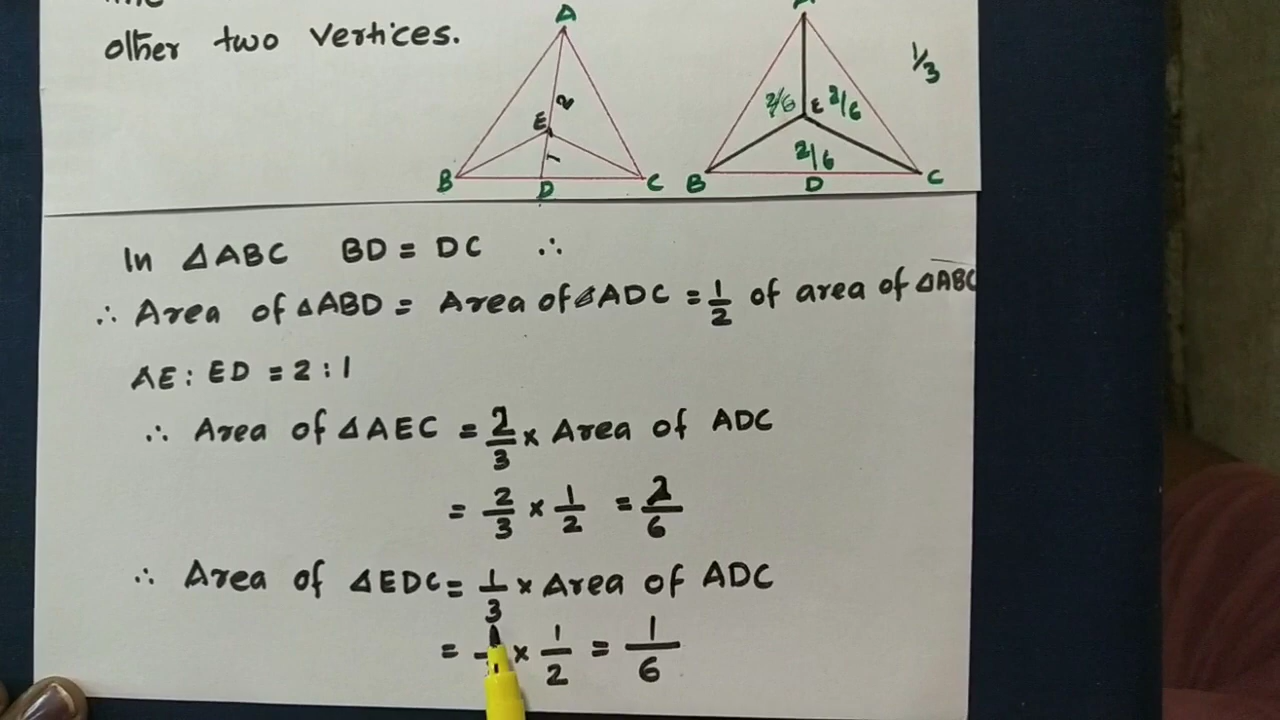 other two vertices.
A
2
E
1
B
D
C
1/3
2/6
E
2/6
2/6
B
D
C
In △ABC BD = DC ∴
∴ Area of △ABD = Area of △ADC = 1/2 of area of △ABC
AE : ED = 2 : 1
∴ Area of △AEC = 2/3 × Area of ADC
= 2/3 × 1/2 = 2/6
∴ Area of △EDC = 1/3 × Area of ADC
= × 1/2 = 1/6